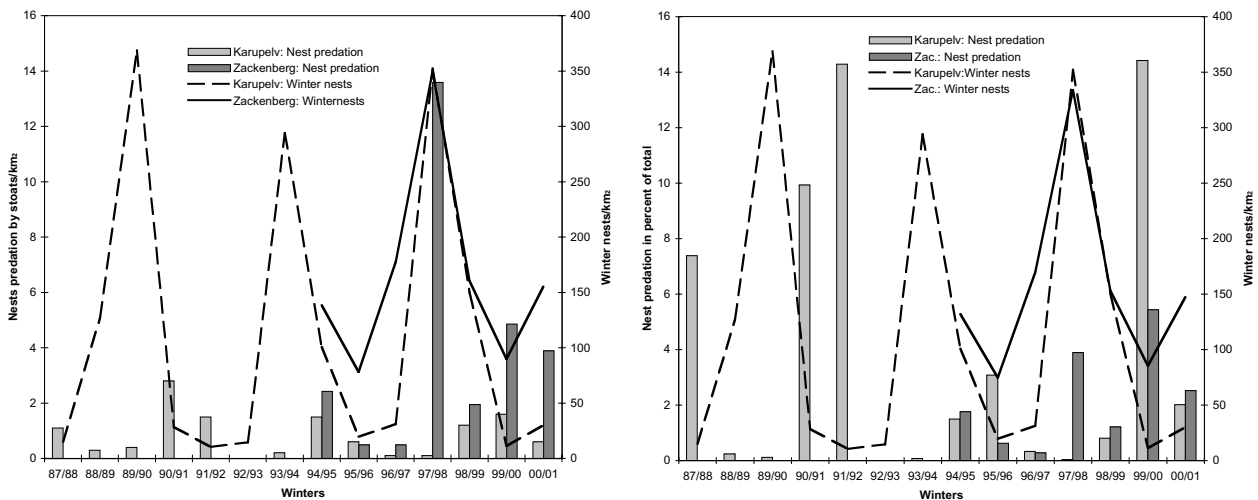 16
14
12
10
8
6
4
2
0
Nests predation by stoats/km2
400
350
300
250
200
150
100
50
0
Winter nests/km2
Karupelv: Nest predation
Zackenberg: Nest predation
Karupelv: Winter nests
Zackenberg: Winternests
87/88 88/89 89/90 90/91 91/92 92/93 93/94 94/95 95/96 96/97 97/98 98/99 99/00 00/01
Winters
16
14
12
10
8
6
4
2
0
Nest predation in percent of total
400
350
300
250
200
150
100
50
0
Winter nests/km2
Karupelv: Nest predation
Zac.: Nest predation
Karupelv:Winter nests
Zac.: Winter nests
87/88 88/89 89/90 90/91 91/92 92/93 93/94 94/95 95/96 96/97 97/98 98/99 99/00 00/01
Winters